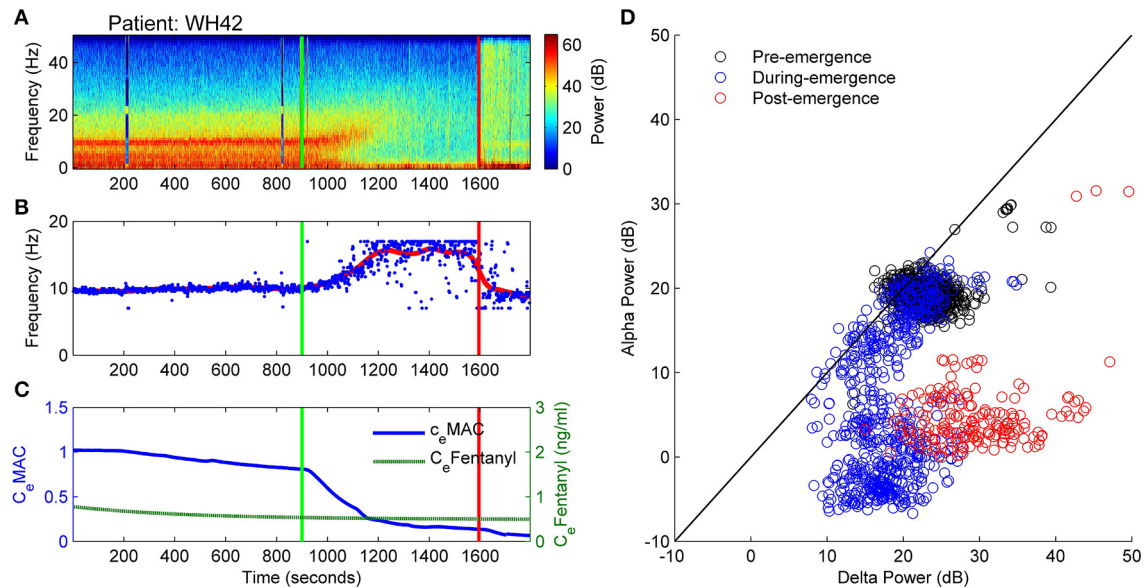 A
Patient: WH42
Frequency (Hz)
40
20
0
200 400 600 800 1000 1200 1400 1600
60
40
20
0
Power (dB)
B
Frequency (Hz)
20
10
0
200 400 600 800 1000 1200 1400 1600
C
CeMAC
1.5
1
0.5
0
200 400 600 800 1000 1200 1400 1600
Time (seconds)
ceMAC
CeFentanyl
3
2
1
0
CeFentanyl (ng/ml)
D
Alpha Power (dB)
50
40
30
20
10
0
-10
Pre-emergence
During-emergence
Post-emergence
-10 0 10 20 30 40 50
Delta Power (dB)